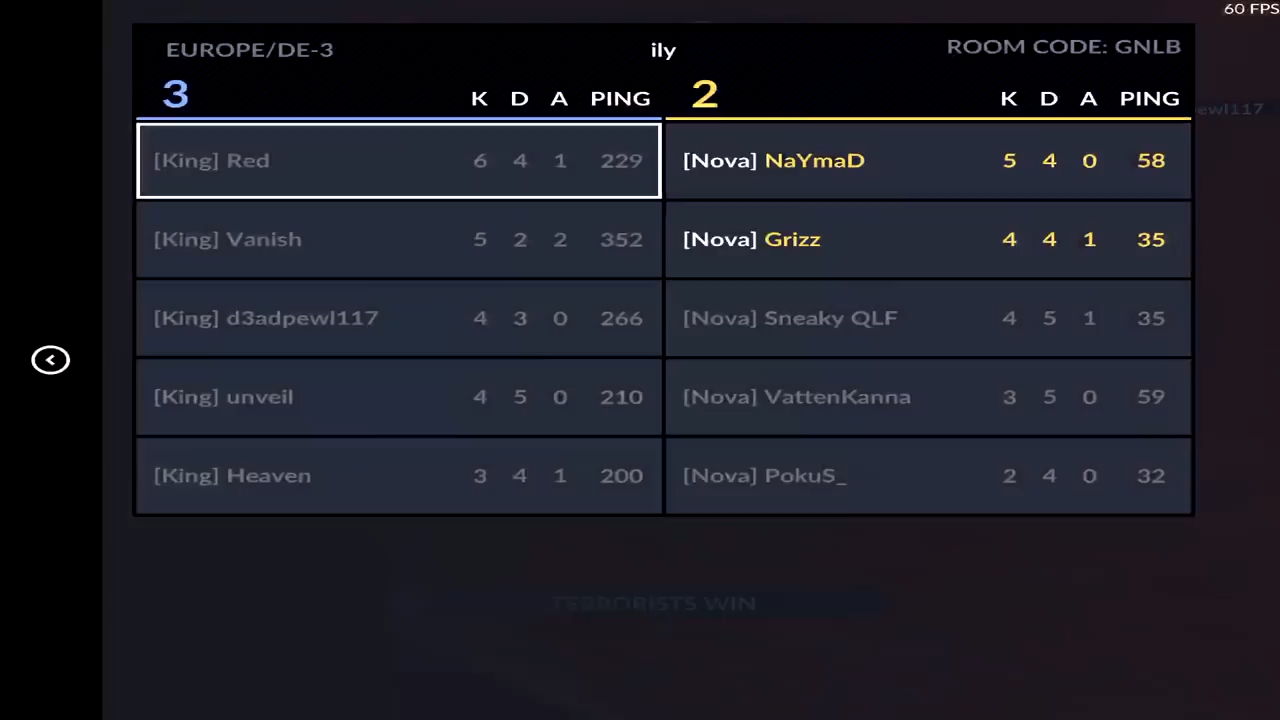 60 FPS
EUROPE/DE-3 ily ROOM CODE: GNLB
3 K D A PING 2 K D A PING
ewl117
[King] Red 6 4 1 229 [Nova] NaYmaD 5 4 0 58
[King] Vanish 5 2 2 352 [Nova] Grizz 4 4 1 35
[King] d3adpewl117 4 3 0 266 [Nova] Sneaky QLF 4 5 1 35
[King] unveil 4 5 0 210 [Nova] VattenKanna 3 5 0 59
[King] Heaven 3 4 1 200 [Nova] PokuS_ 2 4 0 32
TERRORISTS WIN